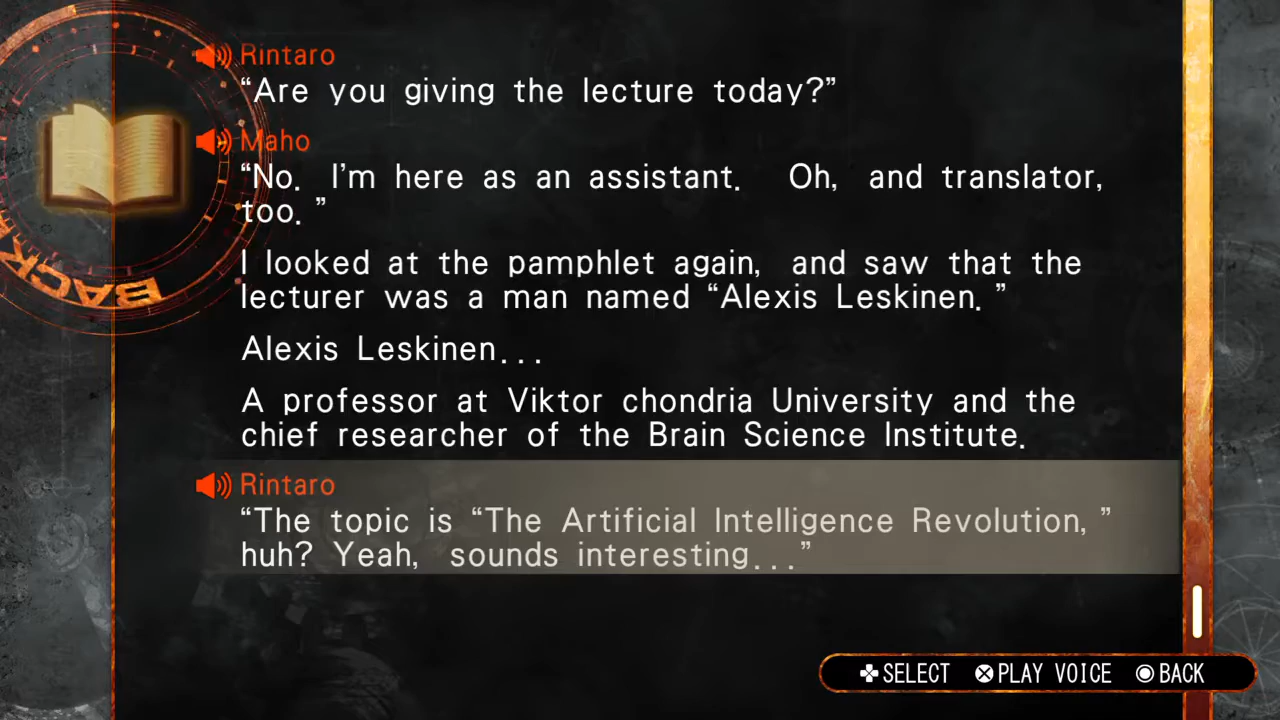 Rintaro
“Are you giving the lecture today?”
Maho
“No. I'm here as an assistant. Oh, and translator,
too. ”
I looked at the pamphlet again, and saw that the
lecturer was a man named “Alexis Leskinen. ”
Alexis Leskinen...
A professor at Viktor chondria University and the
chief researcher of the Brain Science Institute.
Rintaro
“The topic is “The Artificial Intelligence Revolution, ”
huh? Yeah, sounds interesting...”
SELECT PLAY VOICE BACK